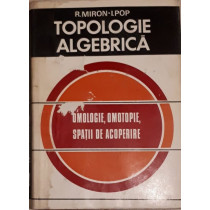 R.MIRON-I.POP
TOPOLOGIE
ALGEBRICĂ
OMOLOGIE, OMOTOPIE,
SPAȚII DE ACOPERIRE